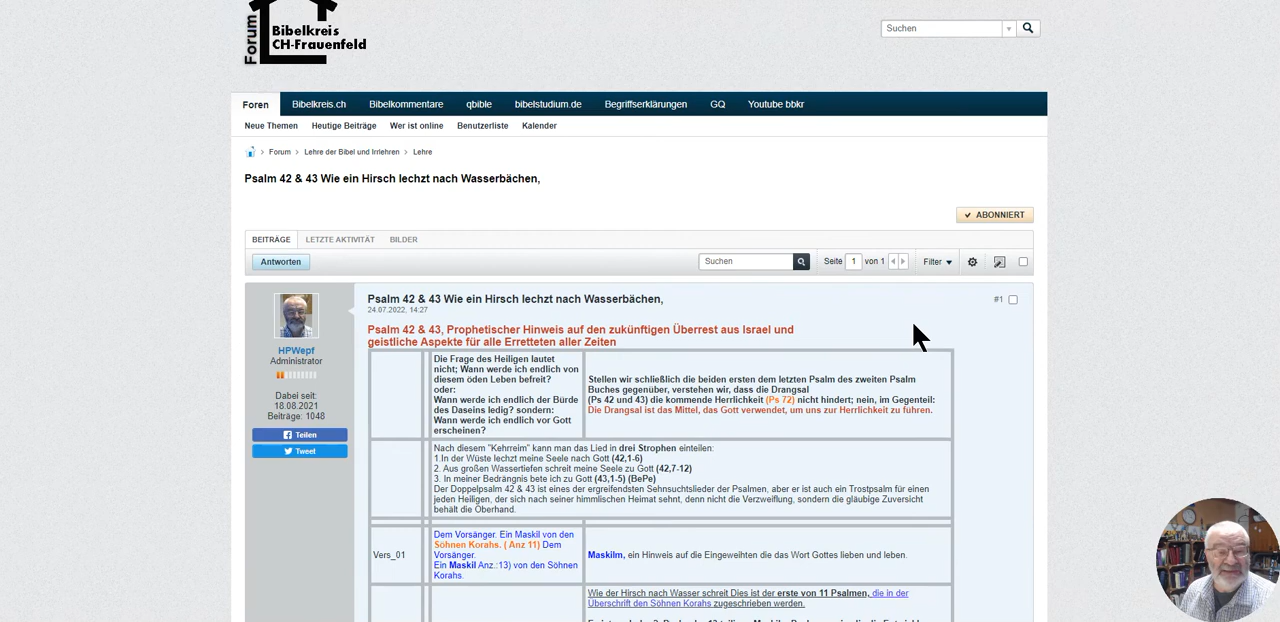 Forum
Bibelkreis
CH-Frauenfeld
Suchen
Foren Bibelkreis.ch Bibelkommentare qbible bibelstudium.de Begriffserklärungen GQ Youtube bbkr
Neue Themen Heutige Beiträge Wer ist online Benutzerliste Kalender
> Forum > Lehre der Bibel und Irrlehren > Lehre
Psalm 42 & 43 Wie ein Hirsch lechzt nach Wasserbächen,
✓ ABONNIERT
BEITRÄGE LETZTE AKTIVITÄT BILDER
Antworten Suchen Seite 1 von 1 Filter
Psalm 42 & 43 Wie ein Hirsch lechzt nach Wasserbächen, #1
24.07.2022, 14:27
HPWepf
Administrator
Dabei seit:
18.08.2021
Beiträge: 1048
Teilen
Tweet
Psalm 42 & 43, Prophetischer Hinweis auf den zukünftigen Überrest aus Israel und
geistliche Aspekte für alle Erretteten aller Zeiten
Die Frage des Heiligen lautet
nicht; Wann werde ich endlich von
diesem öden Leben befreit?
oder:
Wann werde ich endlich der Bürde
des Daseins ledig? sondern:
Wann werde ich endlich vor Gott
erscheinen?
Stellen wir schließlich die beiden ersten dem letzten Psalm des zweiten Psalm
Buches gegenüber, verstehen wir, dass die Drangsal
(Ps 42 und 43) die kommende Herrlichkeit (Ps 72) nicht hindert; nein, im Gegenteil:
Die Drangsal ist das Mittel, das Gott verwendet, um uns zur Herrlichkeit zu führen.
Nach diesem "Kehrreim" kann man das Lied in drei Strophen einteilen:
1.In der Wüste lechzt meine Seele nach Gott (42,1-6)
2. Aus großen Wassertiefen schreit meine Seele zu Gott (42,7-12)
3. In meiner Bedrängnis bete ich zu Gott (43,1-5) (BePe)
Der Doppelpsalm 42 & 43 ist eines der ergreifendsten Sehnsuchtslieder der Psalmen, aber er ist auch ein Trostpsalm für einen
jeden Heiligen, der sich nach seiner himmlischen Heimat sehnt, denn nicht die Verzweiflung, sondern die gläubige Zuversicht
behält die Oberhand.
Vers_01
Dem Vorsänger. Ein Maskil von den
Söhnen Korahs. ( Anz 11) Dem
Vorsänger.
Ein Maskil Anz.:13) von den Söhnen
Korahs.
Maskilm, ein Hinweis auf die Eingeweihten die das Wort Gottes lieben und leben.
Wie der Hirsch nach Wasser schreit Dies ist der erste von 11 Psalmen, die in der
Überschrift den Söhnen Korahs zugeschrieben werden.